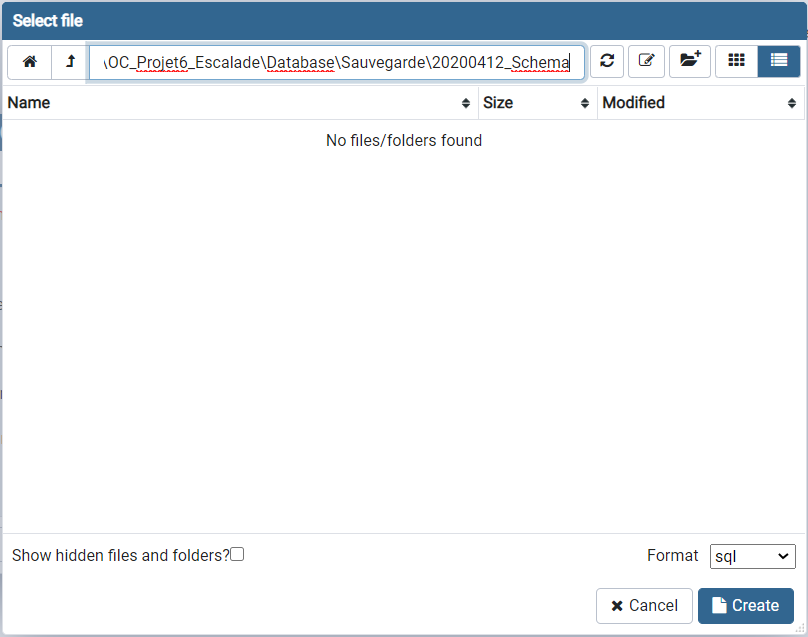 Select file
\OC_Projet6_Escalade\Database\Sauvegarde\20200412_Schema
Name Size Modified
No files/folders found
Show hidden files and folders? Format sql
Cancel Create